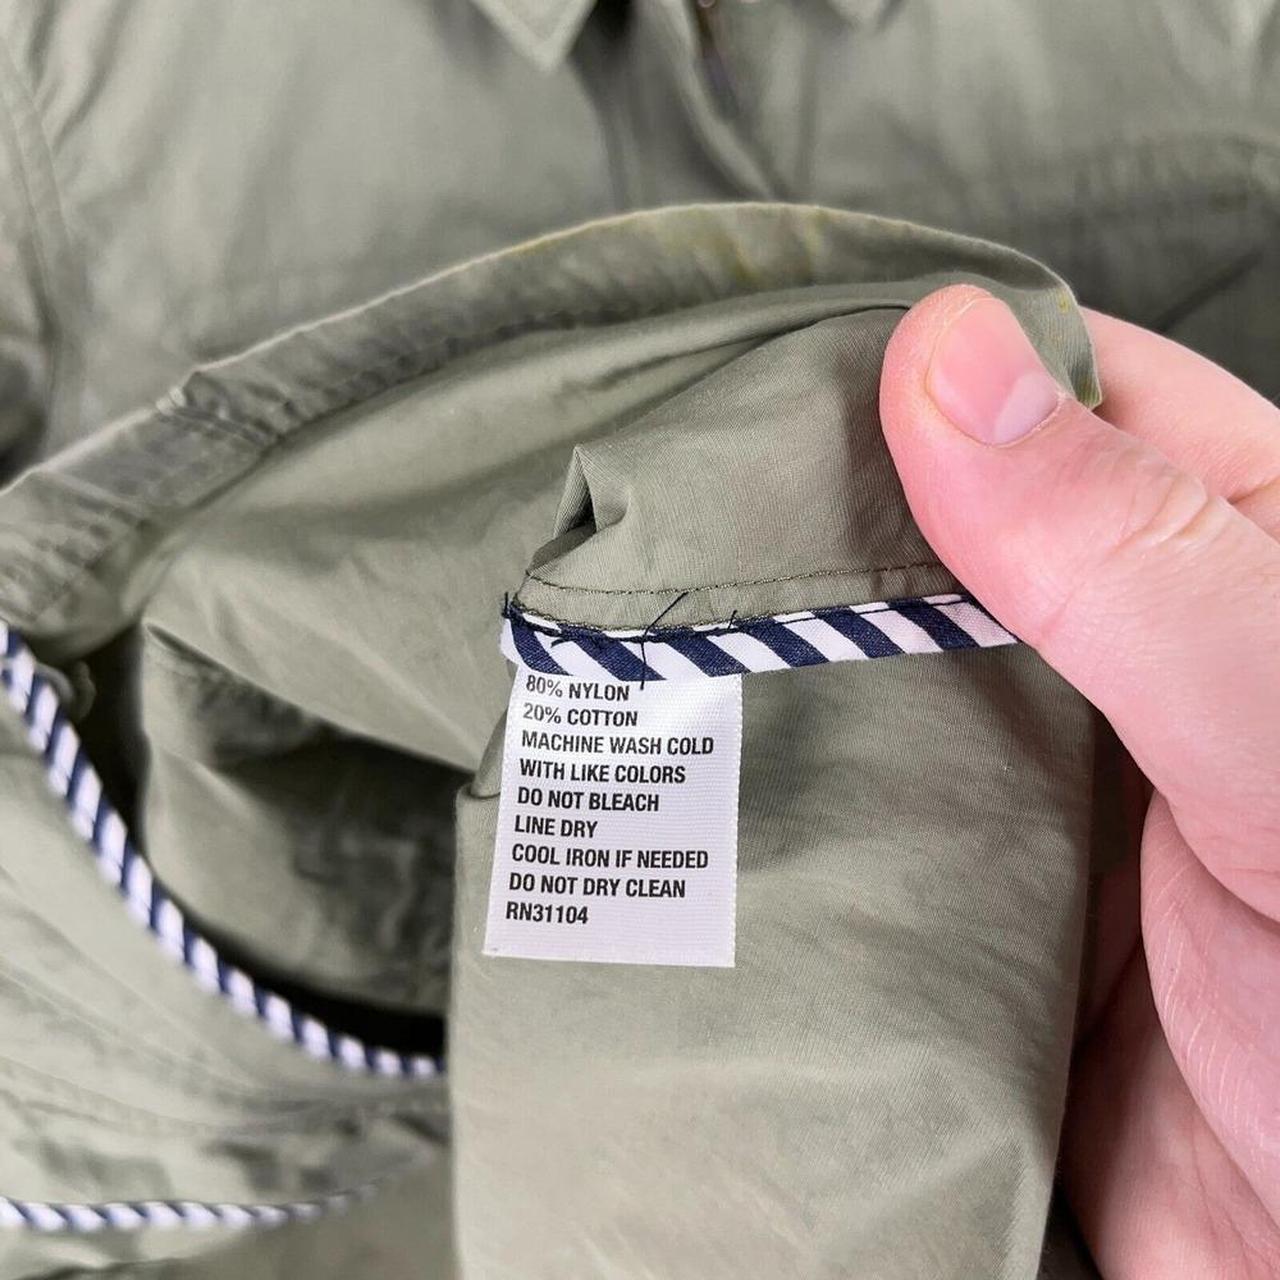 80% NYLON
20% COTTON
MACHINE WASH COLD
WITH LIKE COLORS
DO NOT BLEACH
LINE DRY
COOL IRON IF NEEDED
DO NOT DRY CLEAN
RN31104